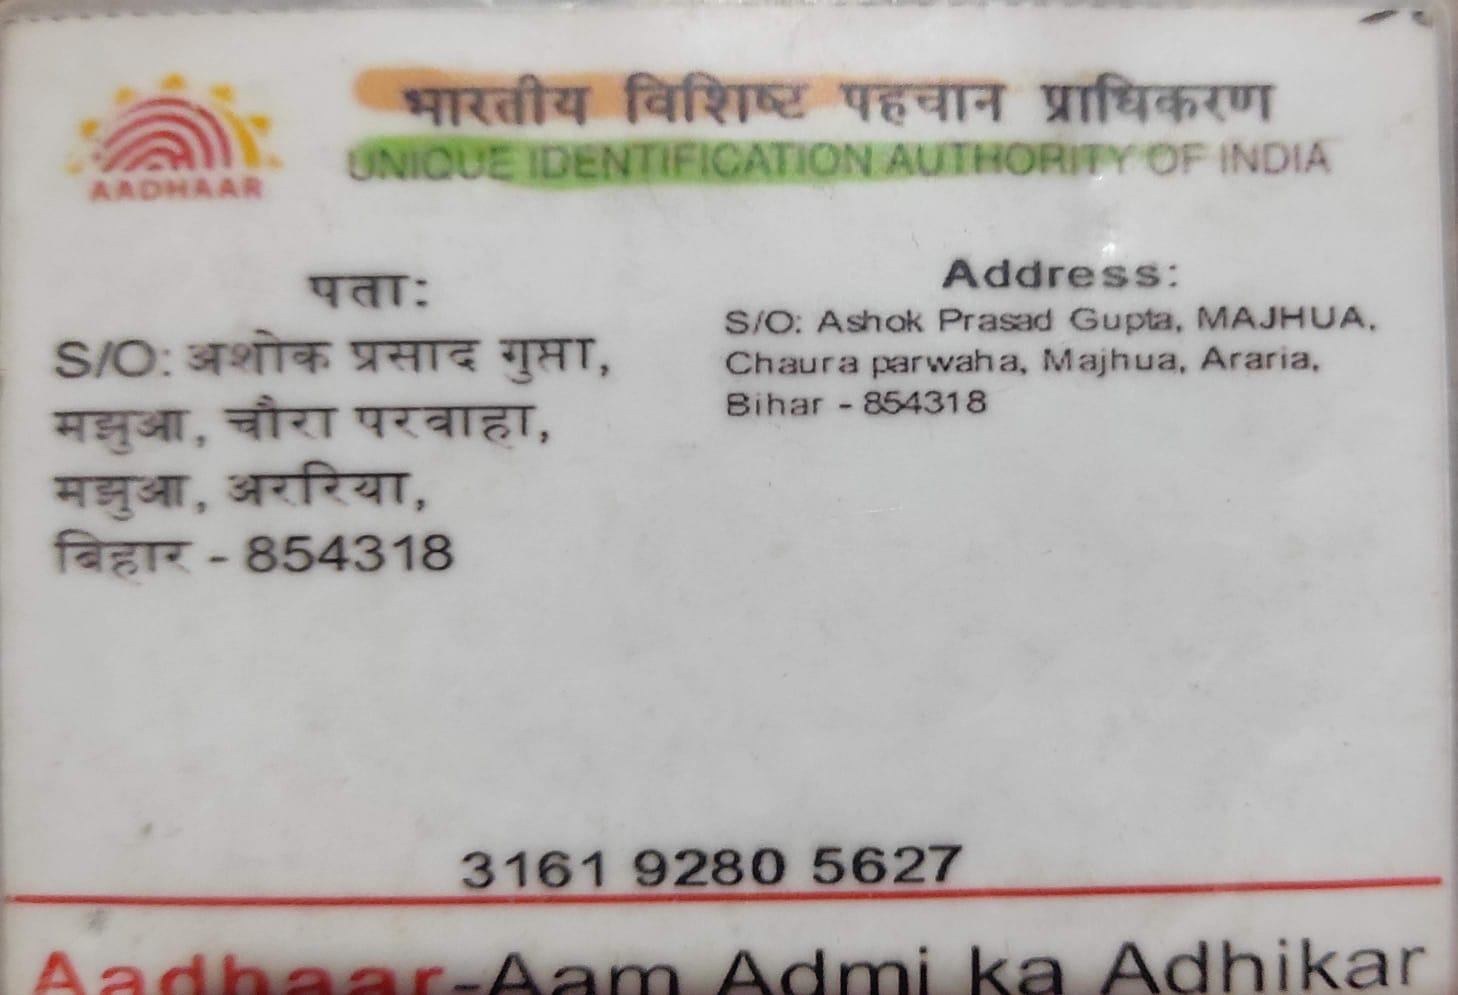 भारतीय विशिष्ट पहचान प्राधिकरण
UNIQUE IDENTIFICATION AUTHORITY OF INDIA
AADHAAR
पता:
S/O: अशोक प्रसाद गुप्ता,
मझुआ, चौरा परवाहा,
मझुआ, अररिया,
बिहार - 854318
Address:
S/O: Ashok Prasad Gupta, MAJHUA,
Chaura parwaha, Majhua, Araria,
Bihar - 854318
3161 9280 5627
Aadhaar-Aam Admi ka Adhikar